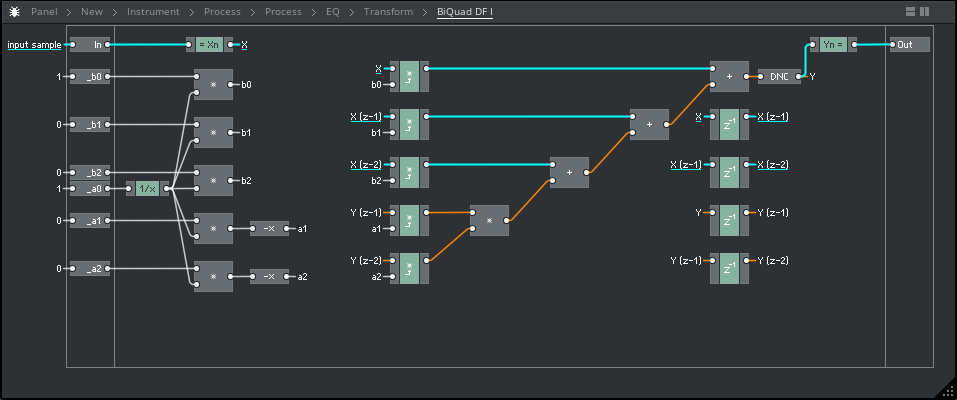 Panel > New > Instrument > Process > Process > EQ > Transform > BiQuad DF I
input sample In = Xn X Yn = Out
X + DNC Y
1 _b0 * b0 b0 *
X (z-1) * + X z-1 X (z-1)
0 _b1 * b1 b1
X (z-2) * + X (z-1) z-1 X (z-2)
0 _b2 * b2 b2
1 _a0 1/x
Y (z-1) * * Y z-1 Y (z-1)
0 _a1 * -x a1 a1
Y (z-2) * Y (z-1) z-1 Y (z-2)
0 _a2 * -x a2 a2